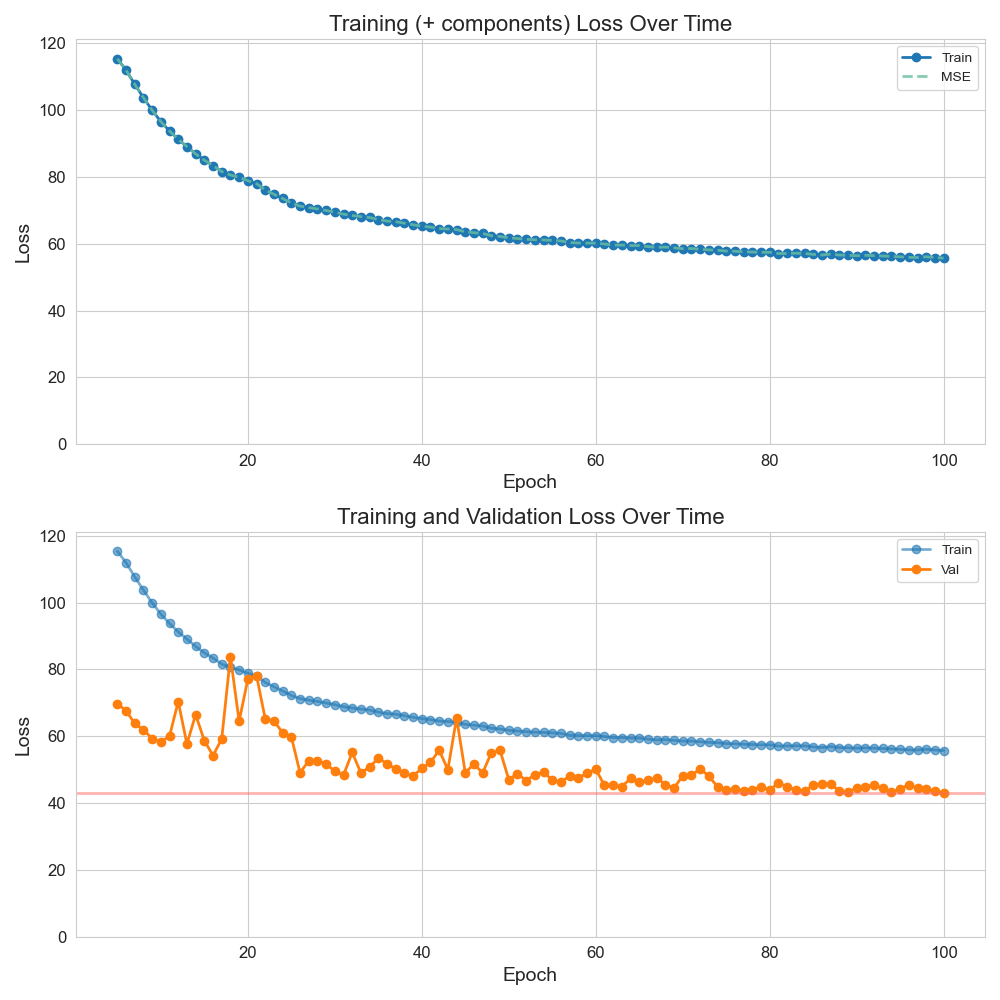 Training (+ components) Loss Over Time
120
100
80
60
40
20
0
Loss
Train
MSE
20 40 60 80 100
Epoch
Training and Validation Loss Over Time
120
100
80
60
40
20
0
Loss
Train
Val
20 40 60 80 100
Epoch